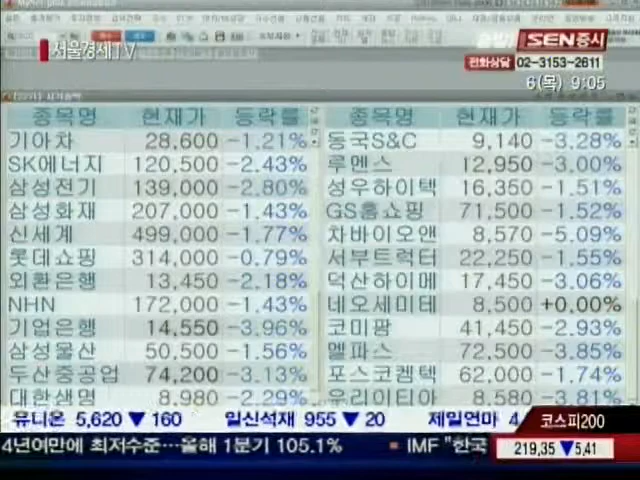 서울경제TV
SEN증시
전화상담 02-3153-2611
6(목) 9:05
종목명 현재가 등락률 종목명 현재가 등락률
기아차 28,600 -1.21% 동국S&C 9,140 -3.28%
SK에너지 120,500 -2.43% 루멘스 12,950 -3.00%
삼성전기 139,000 -2.80% 성우하이텍 16,350 -1.51%
삼성화재 207,000 -1.43% GS홈쇼핑 71,500 -1.52%
신세계 499,000 -1.77% 차바이오앤 8,570 -5.09%
롯데쇼핑 314,000 -0.79% 서부트럭터 22,250 -1.55%
외환은행 13,450 -2.18% 덕산하이메 17,450 -3.06%
NHN 172,000 -1.43% 네오세미테 8,500 +0.00%
기업은행 14,550 -3.96% 코미팜 41,450 -2.93%
삼성물산 50,500 -1.56% 멜파스 72,500 -3.85%
두산중공업 74,200 -3.13% 포스코켐텍 62,000 -1.74%
대한생명 8,980 -2.29% 우리이티아 8,580 -3.81%
유니온 5,620 ▼ 160 일신석재 955 ▼ 20 제일연마 4
코스피200
4년여만에 최저수준…올해 1분기 105.1% ▪ IMF "한국
219,35 ▼5,41